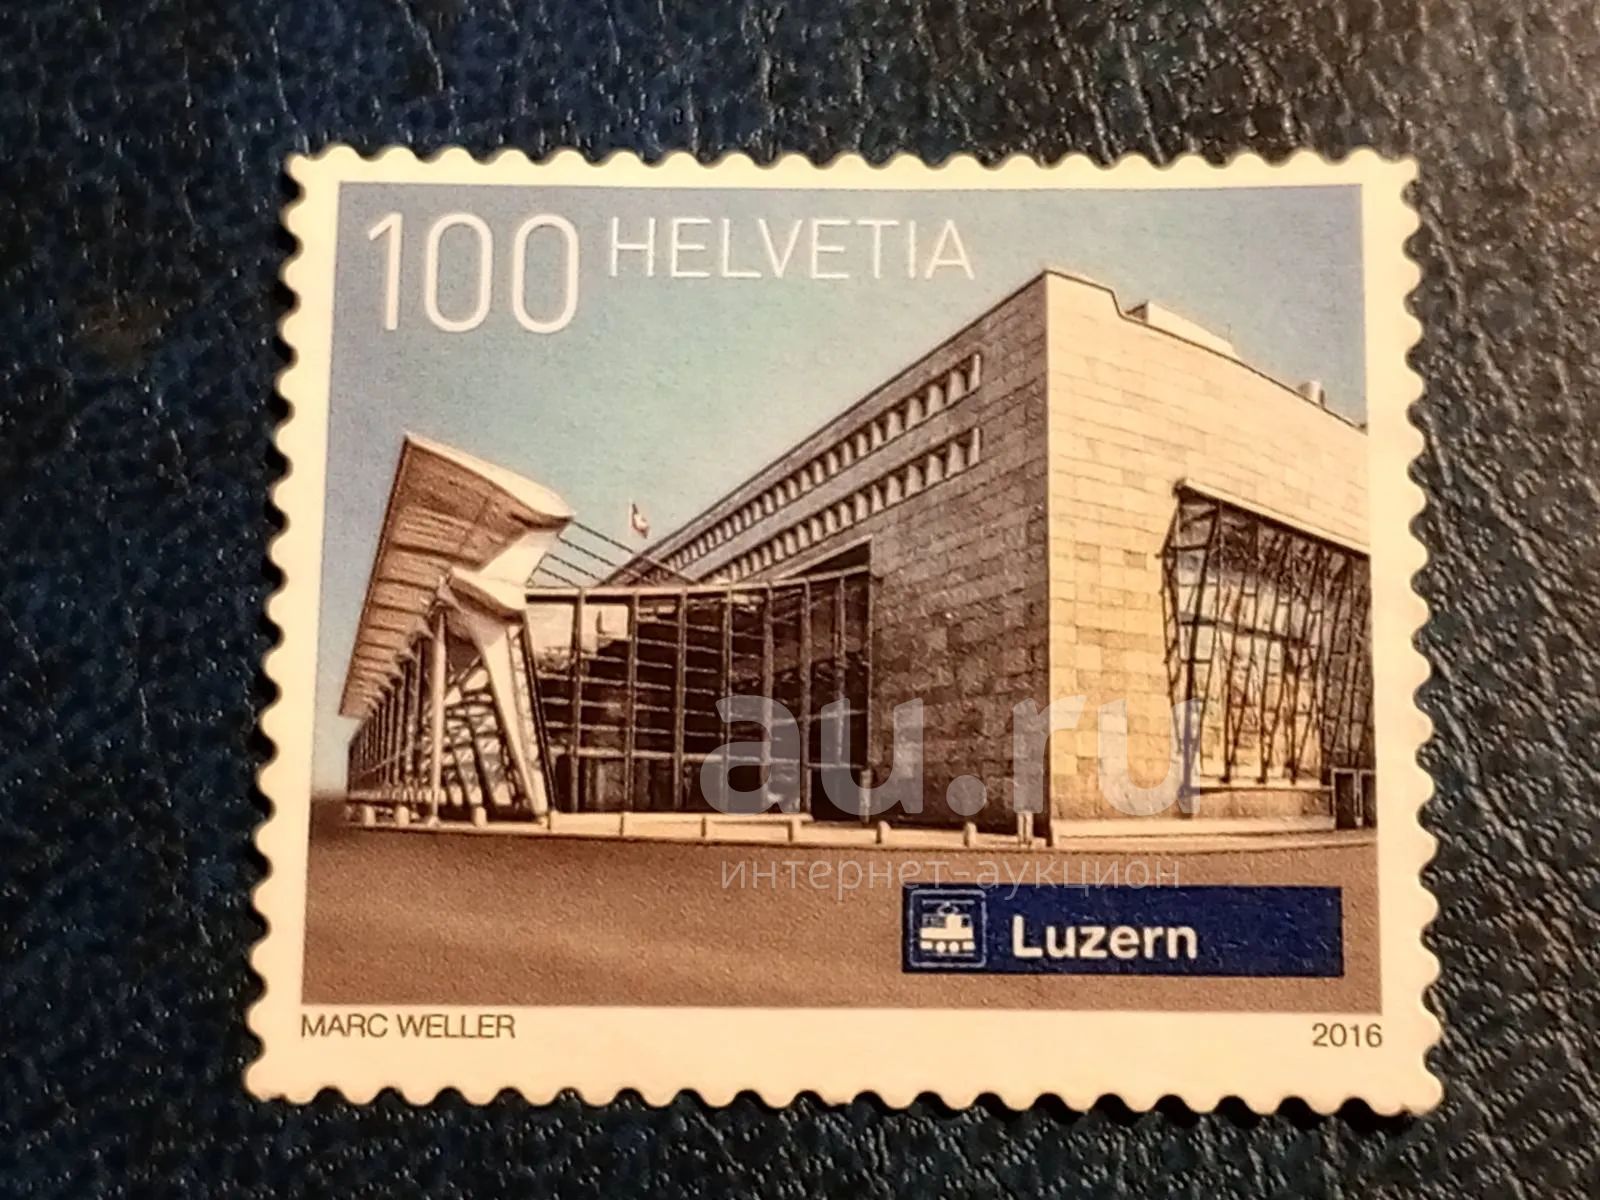 100 HELVETIA
au.ru
интернет-аукцион
Luzern
MARC WELLER 2016